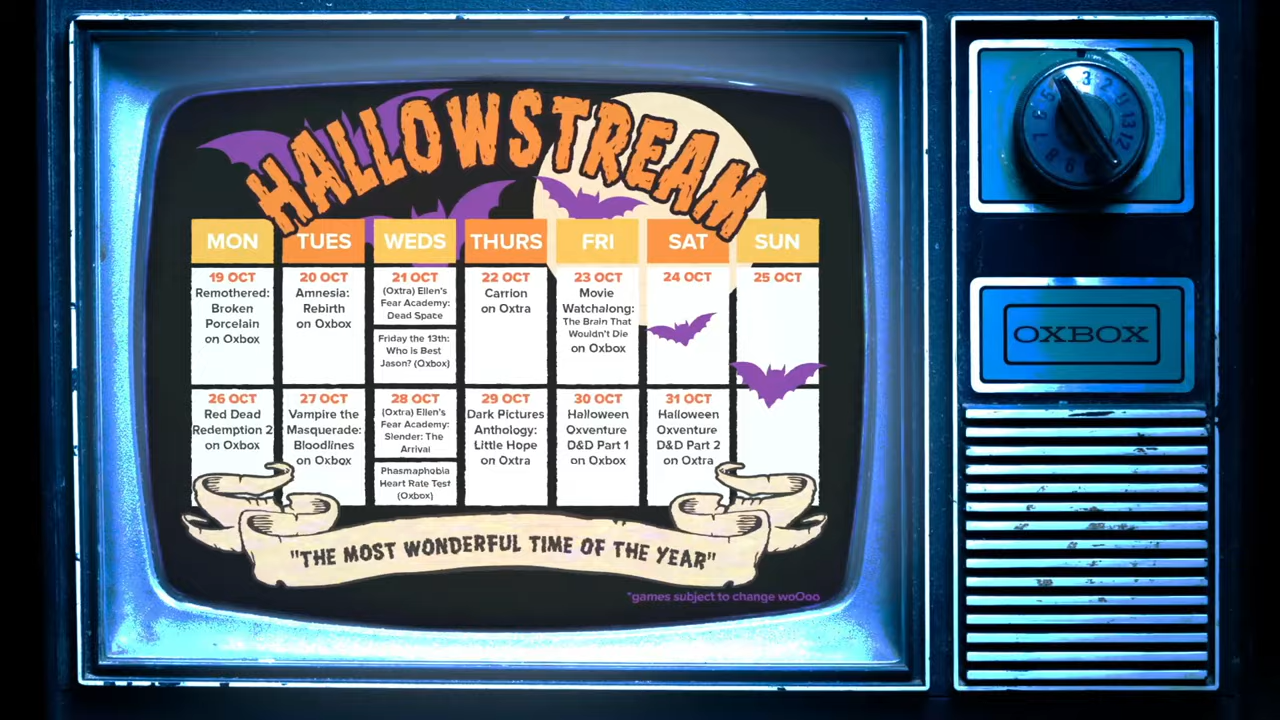 HALLOWSTREAM
MON
TUES
WEDS
THURS
FRI
SAT
SUN
19 OCT
Remothered:
Broken
Porcelain
on Oxbox
20 OCT
Amnesia:
Rebirth
on Oxbox
21 OCT
(Oxtra) Ellen's
Fear Academy:
Dead Space
Friday the 13th:
Who is Best
Jason? (Oxbox)
22 OCT
Carrion
on Oxtra
23 OCT
Movie
Watchalong:
The Brain That
Wouldn't Die
on Oxbox
24 OCT
25 OCT
26 OCT
Red Dead
Redemption 2
on Oxbox
27 OCT
Vampire the
Masquerade:
Bloodlines
on Oxbox
28 OCT
(Oxtra) Ellen's
Fear Academy:
Slender: The
Arrival
Phasmaphobia
Heart Rate Test
(Oxbox)
29 OCT
Dark Pictures
Anthology:
Little Hope
on Oxtra
30 OCT
Halloween
Oxventure
D&D Part 1
on Oxbox
31 OCT
Halloween
Oxventure
D&D Part 2
on Oxtra
"THE MOST WONDERFUL TIME OF THE YEAR"
*games subject to change woOoo
OXBOX